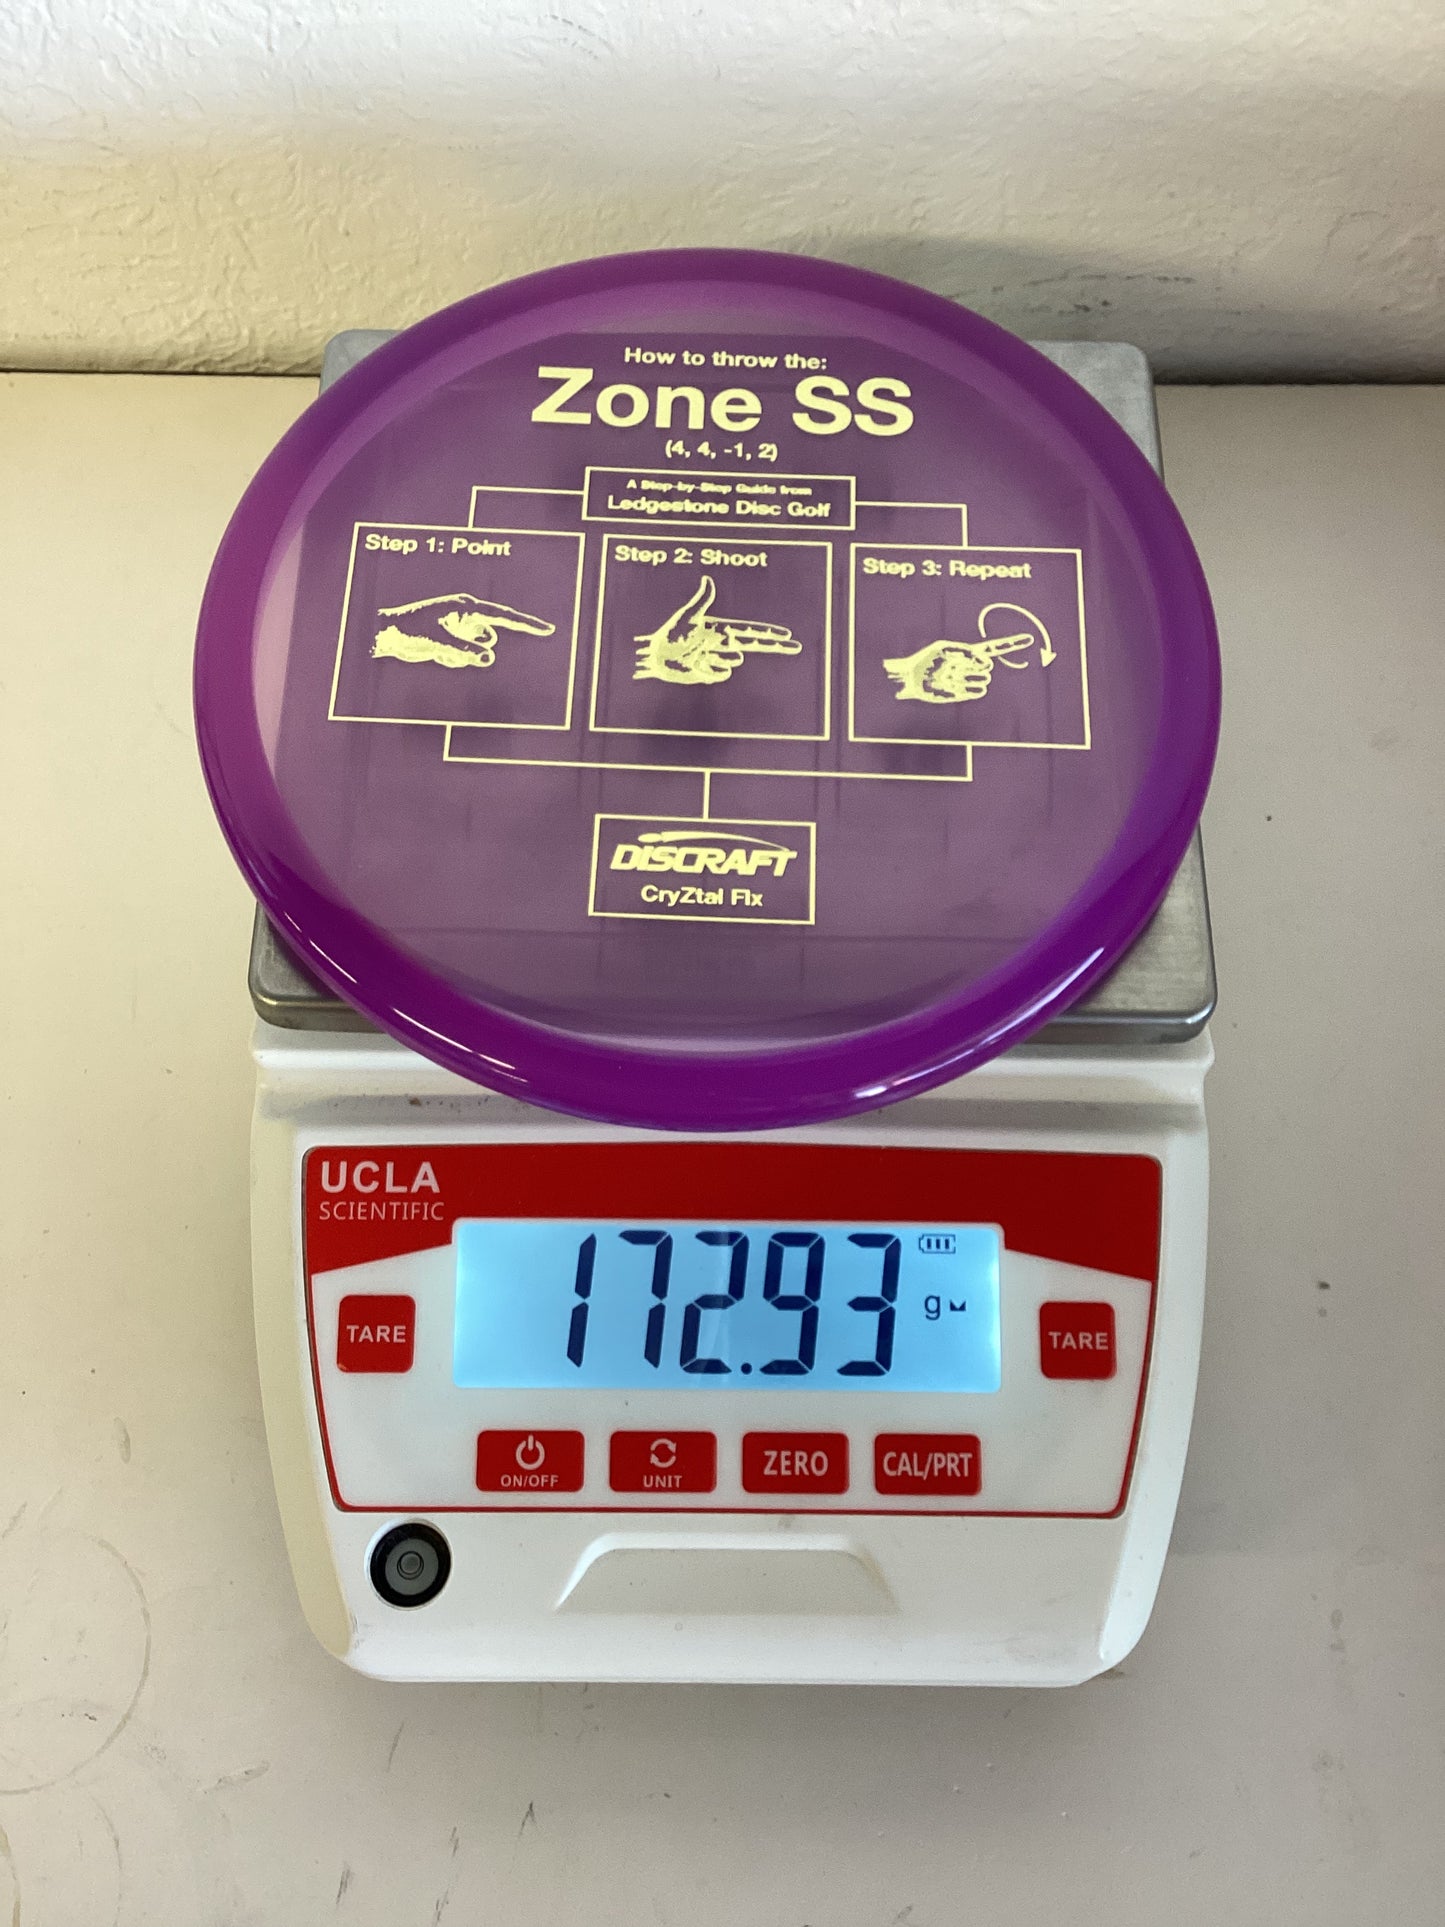 How to throw the:
Zone SS
(4, 4, -1, 2)
A Step-by-Step Guide from
Ledgestone Disc Golf
Step 1: Point
Step 2: Shoot
Step 3: Repeat
DISCRAFT
CryZtal Flx
UCLA
SCIENTIFIC
172.93 g
TARE
TARE
ON/OFF
UNIT
ZERO
CAL/PRT